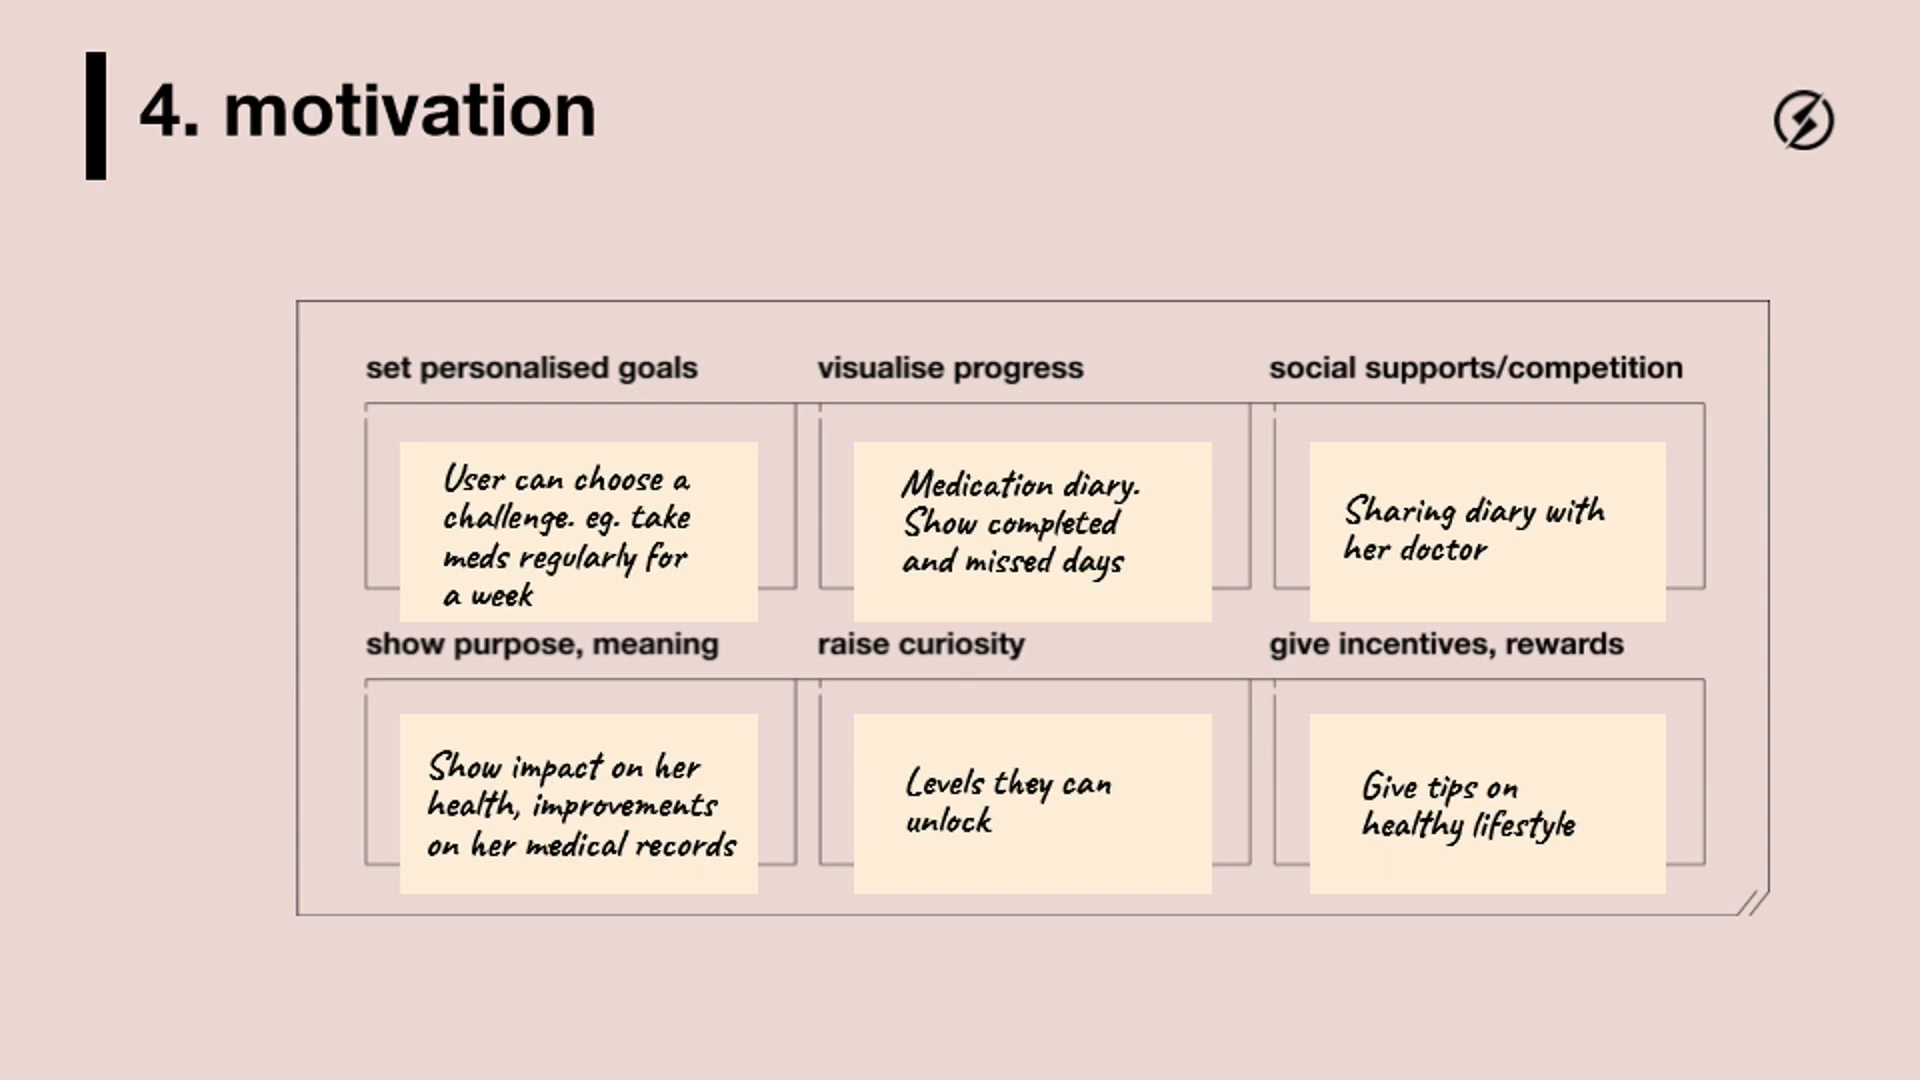 4. motivation
set personalised goals
visualise progress
social supports/competition
User can choose a
challenge. eg. take
meds regularly for
a week
Medication diary.
Show completed
and missed days
Sharing diary with
her doctor
show purpose, meaning
raise curiosity
give incentives, rewards
Show impact on her
health, improvements
on her medical records
Levels they can
unlock
Give tips on
healthy lifestyle